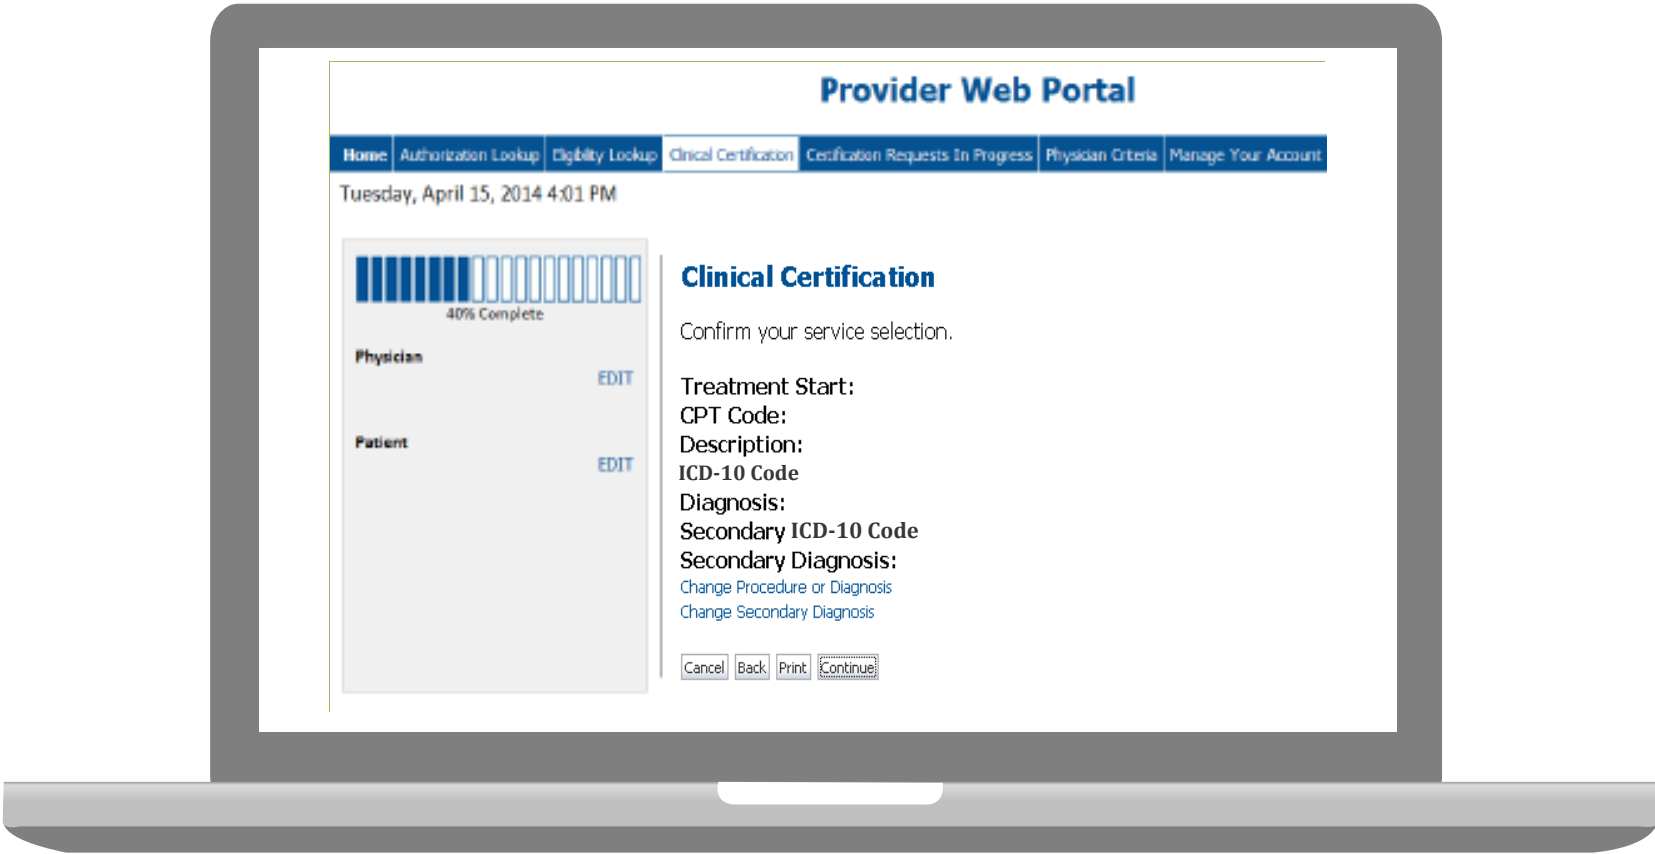 Provider Web Portal
Home Authorization Lookup Eligibility Lookup Clinical Certification Certification Requests In Progress Physician Criteria Manage Your Account
Tuesday, April 15, 2014 4:01 PM
40% Complete
Physician
EDIT
Patient
EDIT
Clinical Certification
Confirm your service selection.
Treatment Start:
CPT Code:
Description:
ICD-10 Code
Diagnosis:
Secondary ICD-10 Code
Secondary Diagnosis:
Change Procedure or Diagnosis
Change Secondary Diagnosis
Cancel Back Print Continue